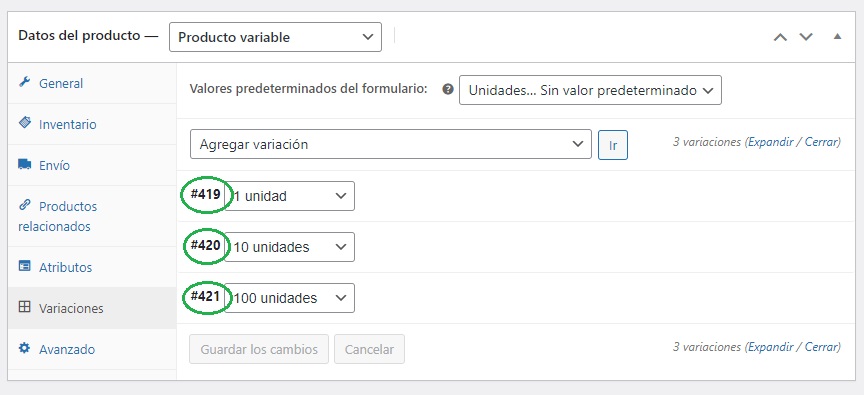 Datos del producto — Producto variable
General
Inventario
Envío
Productos
relacionados
Atributos
Variaciones
Avanzado
Valores predeterminados del formulario: ? Unidades... Sin valor predeterminado
Agregar variación Ir 3 variaciones (Expandir / Cerrar)
#419 1 unidad
#420 10 unidades
#421 100 unidades
Guardar los cambios Cancelar 3 variaciones (Expandir / Cerrar)